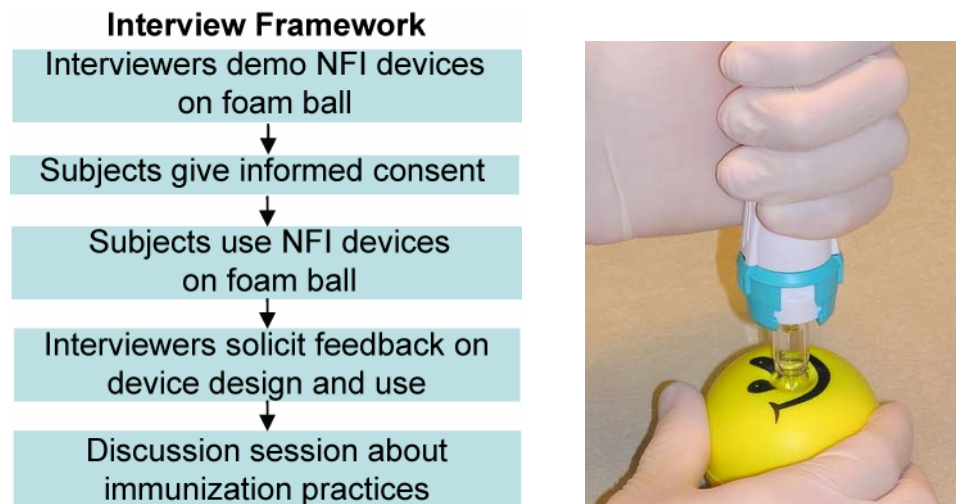 Interview Framework
Interviewers demo NFI devices
on foam ball
Subjects give informed consent
Subjects use NFI devices
on foam ball
Interviewers solicit feedback on
device design and use
Discussion session about
immunization practices